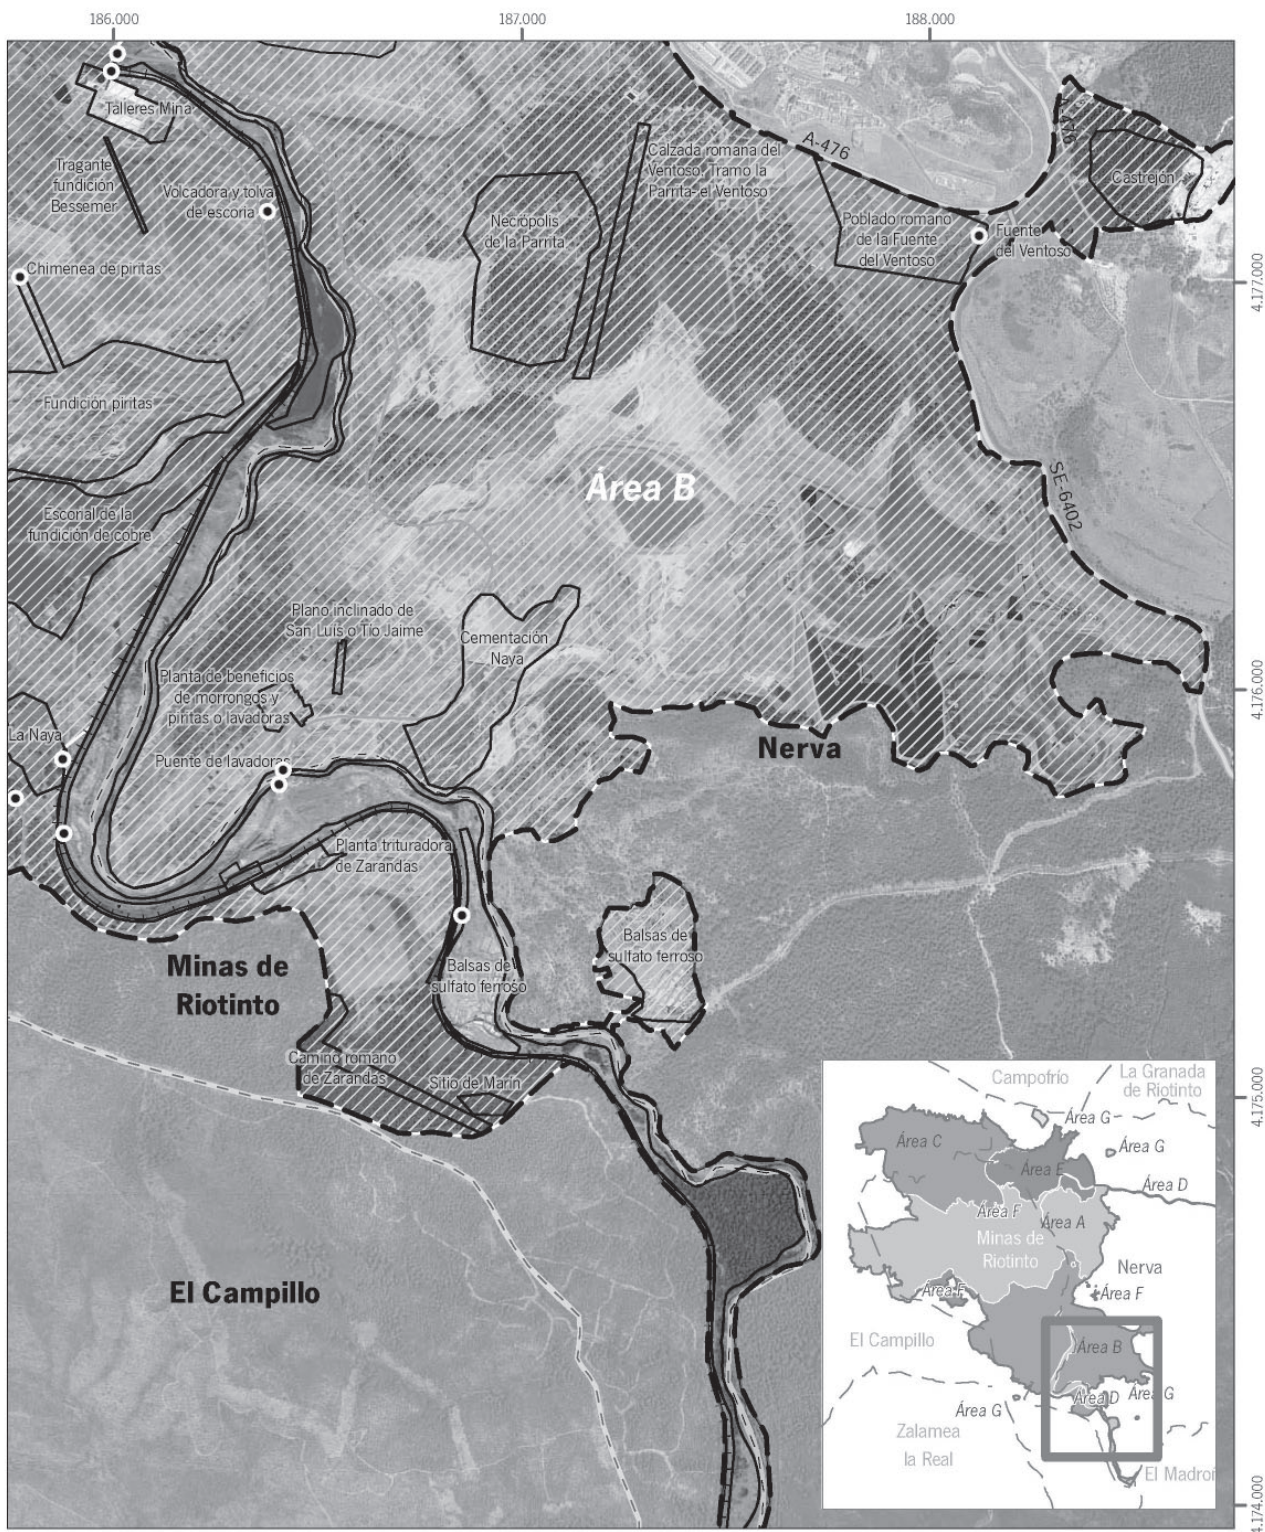 186.000
187.000
188.000
Talleres Mina
Tragante
fundición
Bessemer
Volcadora y tolva
de escoria
Chimenea de piritas
Fundición piritas
Escorial de la
fundición de cobre
Necrópolis
de la Parrita
Calzada romana del
Ventoso, Tramo la
Parrita- el Ventoso
A-476
A-476
Castrejón
Poblado romano
de la Fuente
del Ventoso
Fuente
del Ventoso
4.177.000
Área B
SE-6402
Plano inclinado de
San Luis o Tío Jaime
Cementación
Naya
Planta de beneficios
de morrongos y
piritas o lavadoras
La Naya
Puente de lavadoras
4.176.000
Nerva
Planta trituradora
de Zarandas
Minas de
Riotinto
Balsas de
sulfato ferroso
Balsas de
sulfato ferroso
Camino romano
de Zarandas
Sitio de Marín
4.175.000
El Campillo
Campofrío
La Granada
de Riotinto
Área G
Área C
Área G
Área E
Área D
Área F
Área A
Minas de
Riotinto
Nerva
Área F
Área F
El Campillo
Área B
Área D
Área G
Área G
Zalamea
la Real
El Madroñ
4.174.000